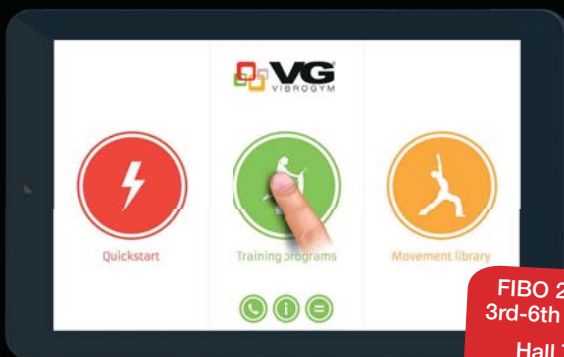 VG
VIBROGYM
Quickstart
Training programs
Movement library
FIBO
3rd-6th
Hall